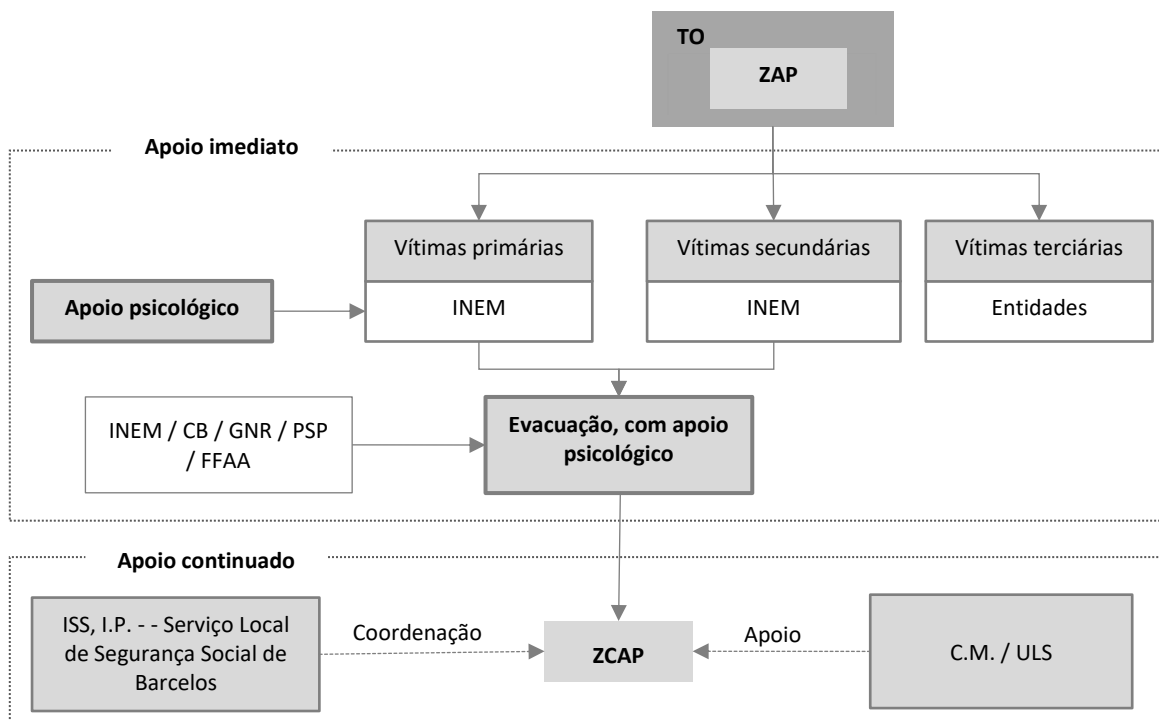 TO
ZAP
Apoio imediato
Vítimas primárias
Vítimas secundárias
Vítimas terciárias
Apoio psicológico
INEM
INEM
Entidades
INEM / CB / GNR / PSP
/ FFAA
Evacuação, com apoio
psicológico
Apoio continuado
ISS, I.P. - - Serviço Local
de Segurança Social de
Barcelos
Coordenação
ZCAP
Apoio
C.M. / ULS